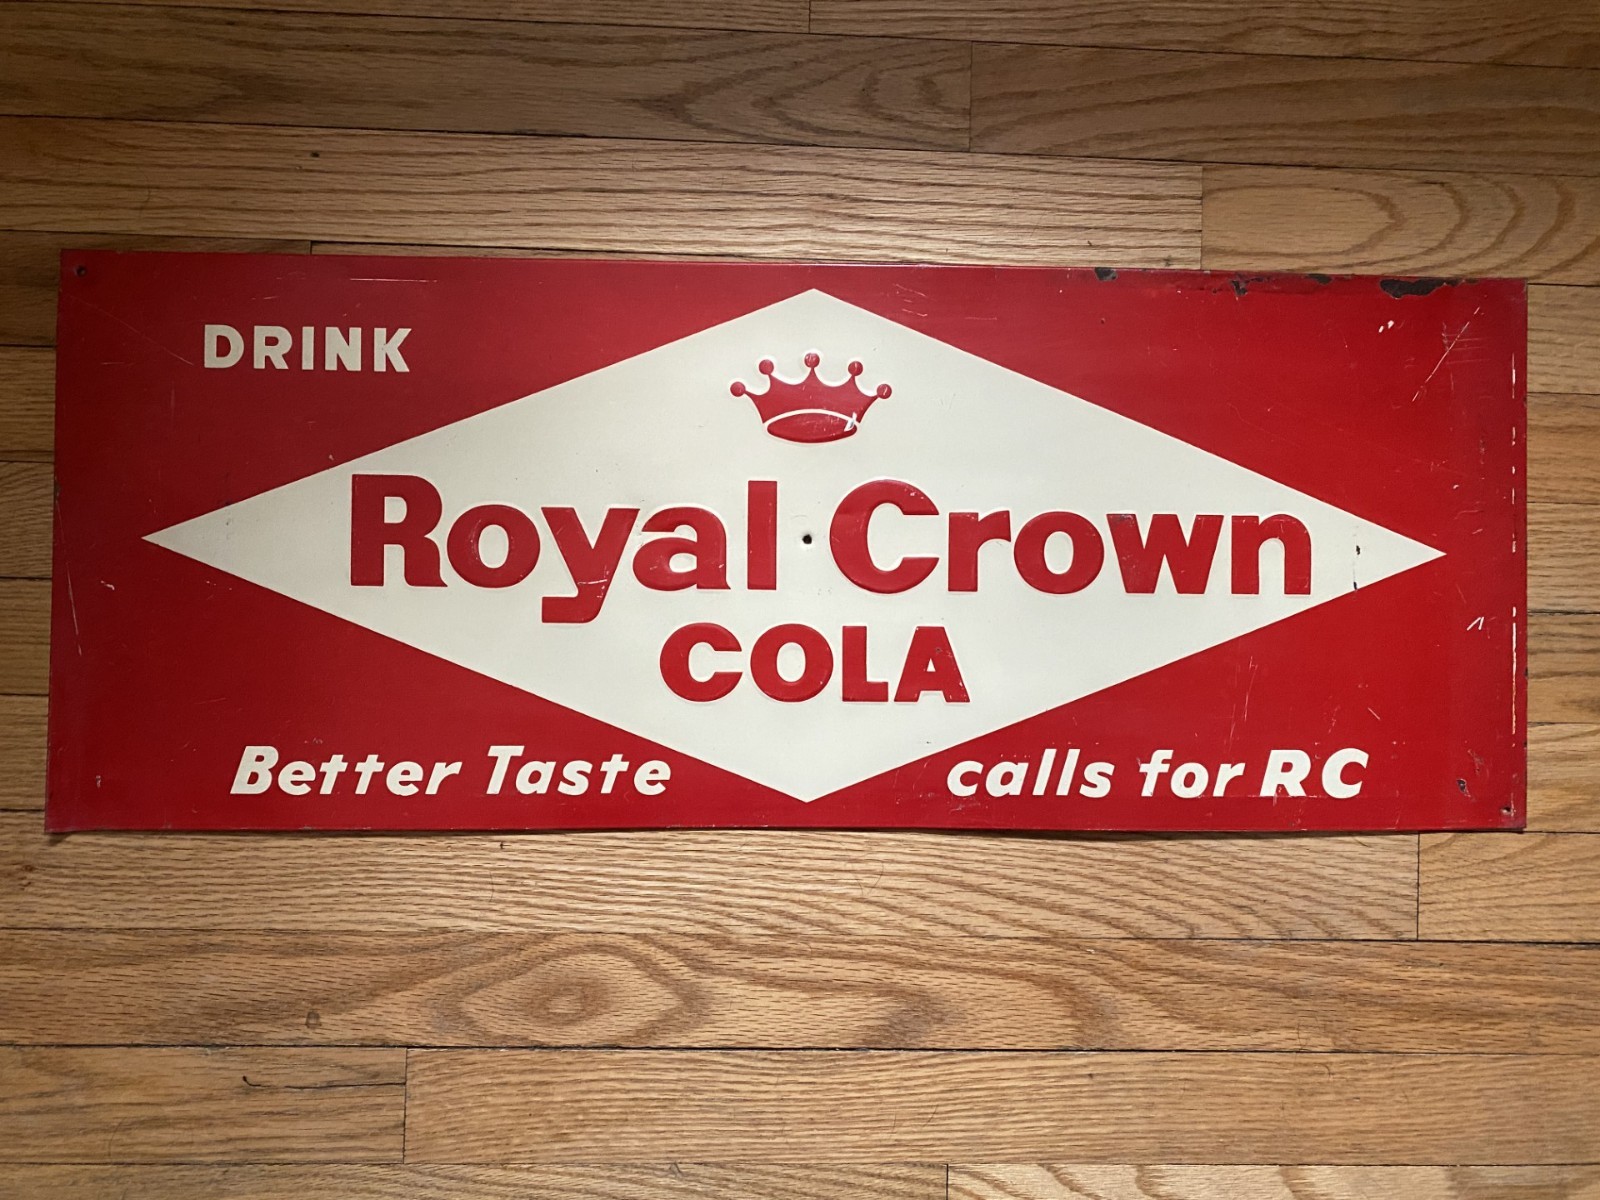 DRINK
Royal Crown
COLA
Better Taste calls for RC